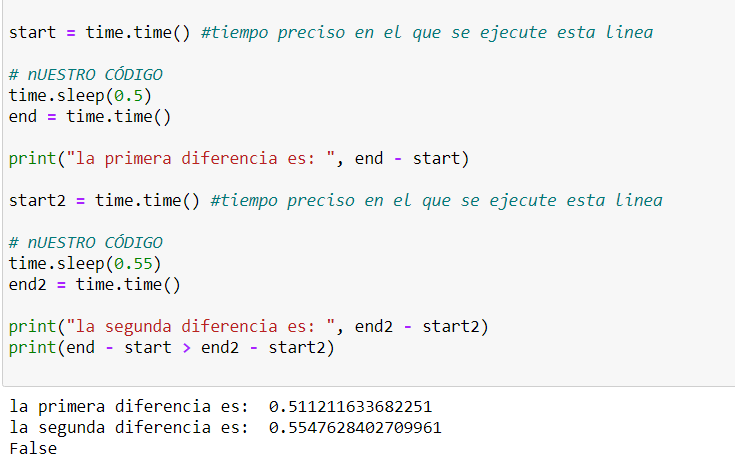 start = time.time() #tiempo preciso en el que se ejecute esta linea
# nUESTRO CÓDIGO
time.sleep(0.5)
end = time.time()
print("la primera diferencia es: ", end - start)
start2 = time.time() #tiempo preciso en el que se ejecute esta linea
# nUESTRO CÓDIGO
time.sleep(0.55)
end2 = time.time()
print("la segunda diferencia es: ", end2 - start2)
print(end - start > end2 - start2)
la primera diferencia es:  0.511211633682251
la segunda diferencia es:  0.5547628402709961
False